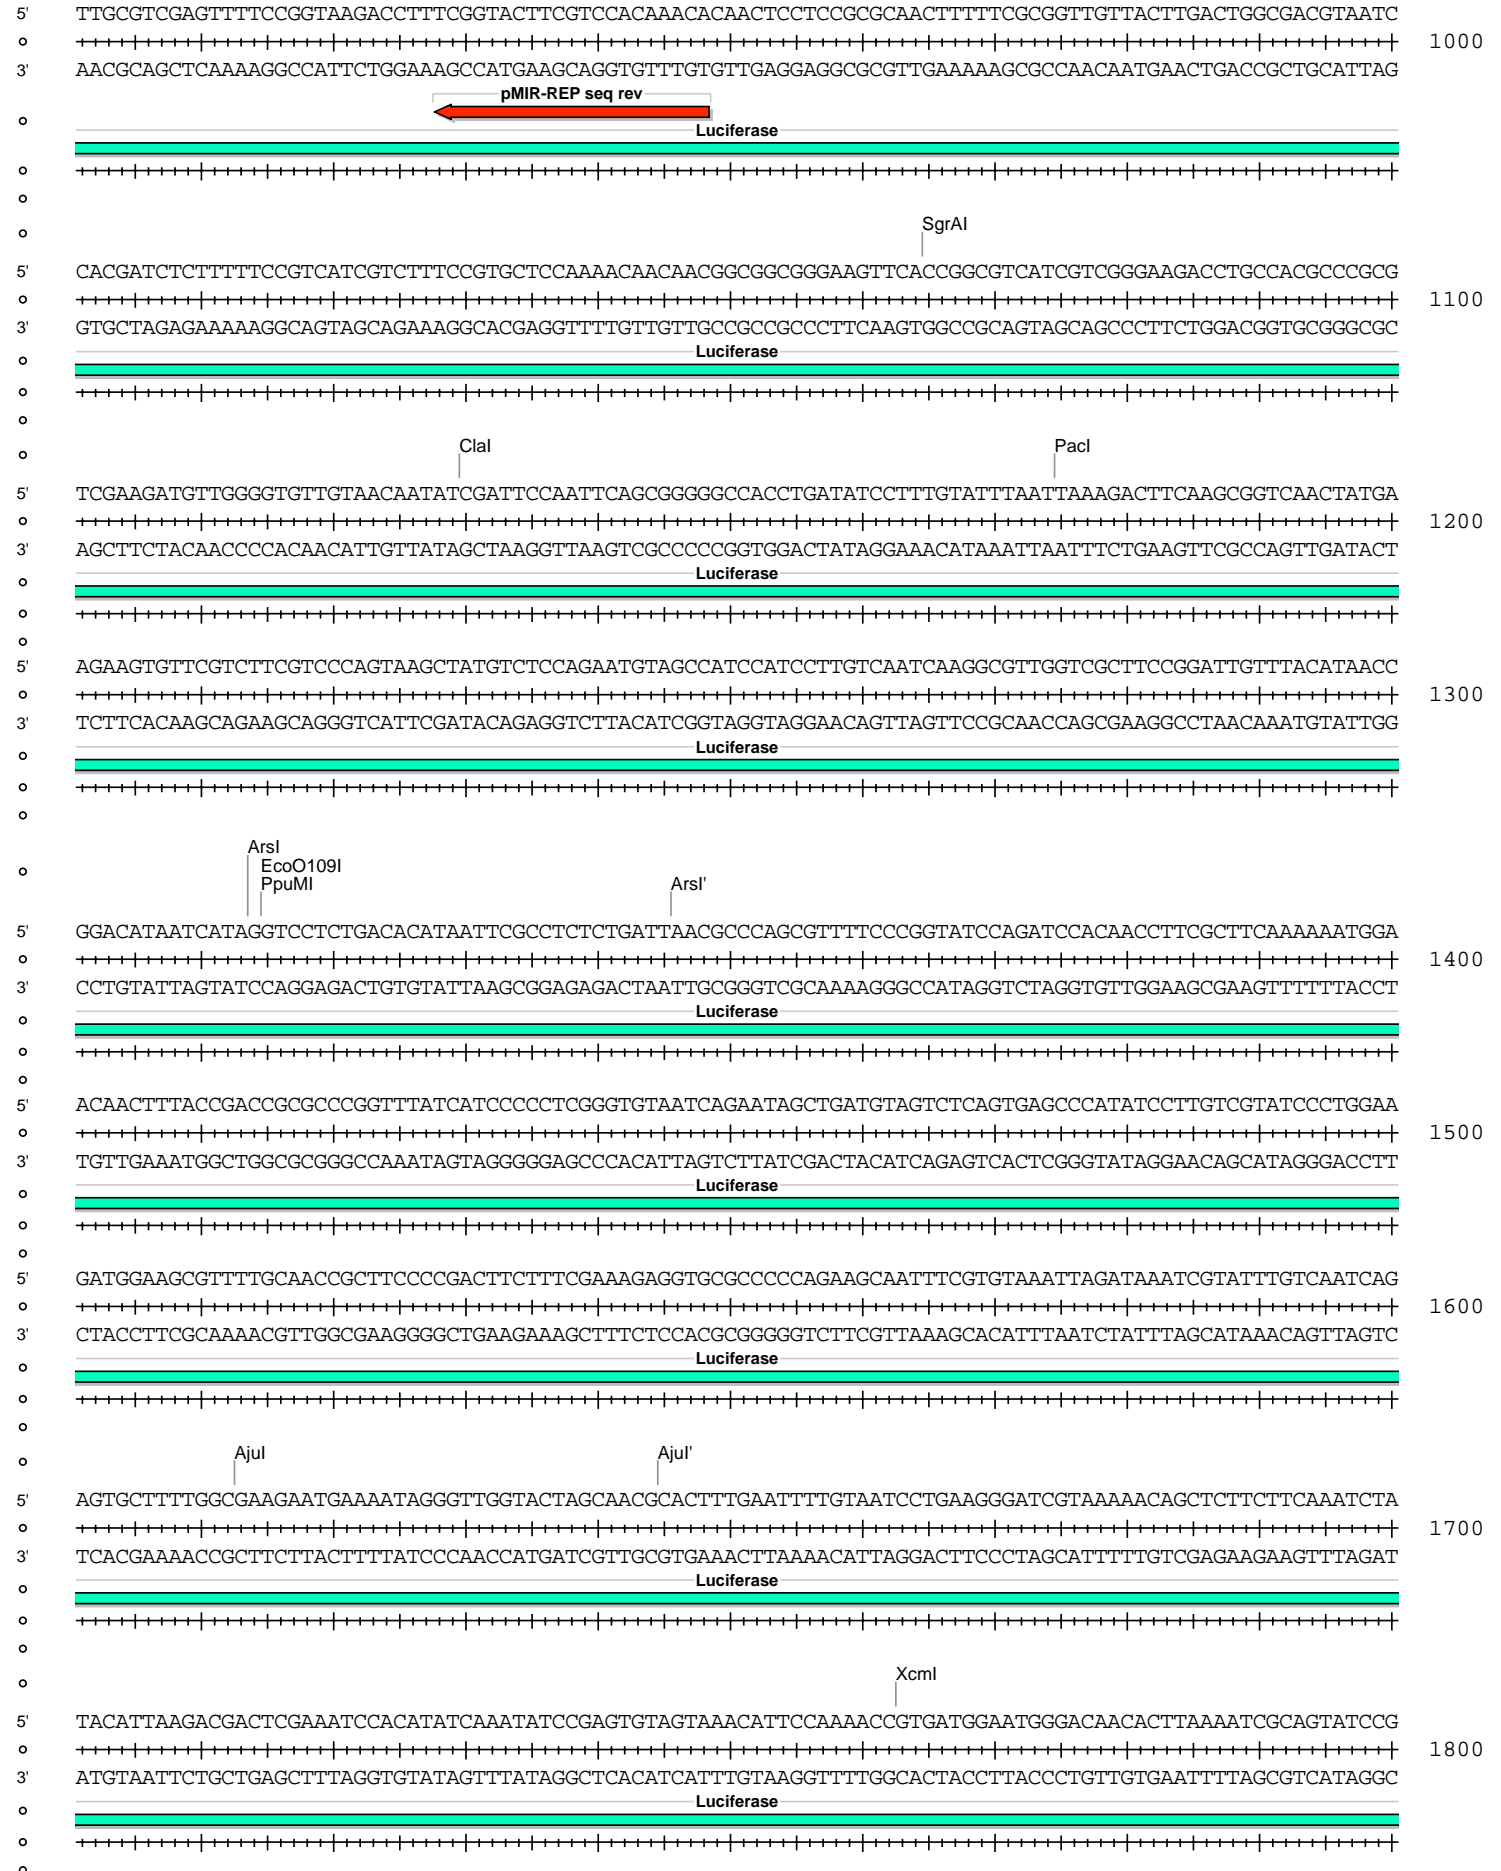 5' TTGCGTCGAGTTTTCCGGTAAGACCTTTCGGTACTTCGTCCACAAACACAACTCCTCCGCGCAACTTTTTCGCGGTTGTTACTTGACTGGCGACGTAATC
1000
3' AACGCAGCTCAAAAGGCCATTCTGGAAAGCCATGAAGCAGGTGTTTGTGTTGAGGAGGCGCGTTGAAAAAGCGCCAACAATGAACTGACCGCTGCATTAG
pMIR-REP seq rev
Luciferase
SgrAI
5' CACGATCTCTTTTTCCGTCATCGTCTTTCCGTGCTCCAAAACAACAACGGCGGCGGGAAGTTCACCGGCGTCATCGTCGGGAAGACCTGCCACGCCCGCG
1100
3' GTGCTAGAGAAAAAGGCAGTAGCAGAAAGGCACGAGGTTTTGTTGTTGCCGCCGCCCTTCAAGTGGCCGCAGTAGCAGCCCTTCTGGACGGTGCGGGCGC
Luciferase
ClaI PacI
5' TCGAAGATGTTGGGGTGTTGTAACAATATCGATTCCAATTCAGCGGGGGCCACCTGATATCCTTTGTATTTAATTAAAGACTTCAAGCGGTCAACTATGA
1200
3' AGCTTCTACAACCCCACAACATTGTTATAGCTAAGGTTAAGTCGCCCCCGGTGGACTATAGGAAACATAAATTAATTTCTGAAGTTCGCCAGTTGATACT
Luciferase
5' AGAAGTGTTCGTCTTCGTCCCAGTAAGCTATGTCTCCAGAATGTAGCCATCCATCCTTGTCAATCAAGGCGTTGGTCGCTTCCGGATTGTTTACATAACC
1300
3' TCTTCACAAGCAGAAGCAGGGTCATTCGATACAGAGGTCTTACATCGGTAGGTAGGAACAGTTAGTTCCGCAACCAGCGAAGGCCTAACAAATGTATTGG
Luciferase
ArsI
EcoO109I
PpuMI ArsI'
5' GGACATAATCATAGGTCCTCTGACACATAATTCGCCTCTCTGATTAACGCCCAGCGTTTTCCCGGTATCCAGATCCACAACCTTCGCTTCAAAAAATGGA
1400
3' CCTGTATTAGTATCCAGGAGACTGTGTATTAAGCGGAGAGACTAATTGCGGGTCGCAAAAGGGCCATAGGTCTAGGTGTTGGAAGCGAAGTTTTTTACCT
Luciferase
5' ACAACTTTACCGACCGCGCCCGGTTTATCATCCCCCTCGGGTGTAATCAGAATAGCTGATGTAGTCTCAGTGAGCCCATATCCTTGTCGTATCCCTGGAA
1500
3' TGTTGAAATGGCTGGCGCGGGCCAAATAGTAGGGGGAGCCCACATTAGTCTTATCGACTACATCAGAGTCACTCGGGTATAGGAACAGCATAGGGACCTT
Luciferase
5' GATGGAAGCGTTTTGCAACCGCTTCCCCGACTTCTTTCGAAAGAGGTGCGCCCCCAGAAGCAATTTCGTGTAAATTAGATAAATCGTATTTGTCAATCAG
1600
3' CTACCTTCGCAAAACGTTGGCGAAGGGGCTGAAGAAAGCTTTCTCCACGCGGGGGTCTTCGTTAAAGCACATTTAATCTATTTAGCATAAACAGTTAGTC
Luciferase
AjuI AjuI'
5' AGTGCTTTTGGCGAAGAATGAAAATAGGGTTGGTACTAGCAACGCACTTTGAATTTTGTAATCCTGAAGGGATCGTAAAAACAGCTCTTCTTCAAATCTA
1700
3' TCACGAAAACCGCTTCTTACTTTTATCCCAACCATGATCGTTGCGTGAAACTTAAAACATTAGGACTTCCCTAGCATTTTTGTCGAGAAGAAGTTTAGAT
Luciferase
XcmI
5' TACATTAAGACGACTCGAAATCCACATATCAAATATCCGAGTGTAGTAAACATTCCAAAACCGTGATGGAATGGGACAACACTTAAAATCGCAGTATCCG
1800
3' ATGTAATTCTGCTGAGCTTTAGGTGTATAGTTTATAGGCTCACATCATTTGTAAGGTTTTGGCACTACCTTACCCTGTTGTGAATTTTAGCGTCATAGGC
Luciferase